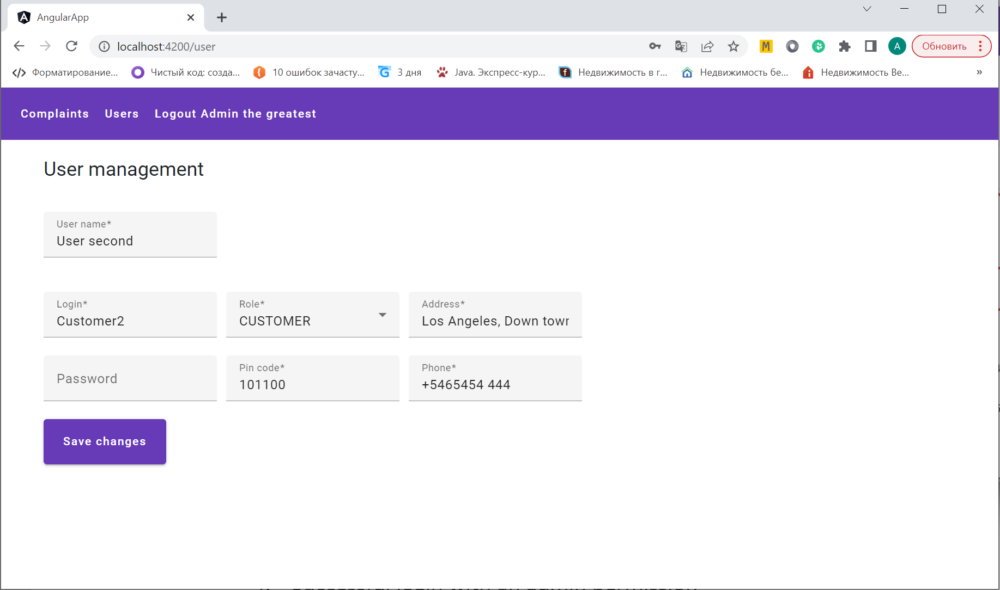 AngularApp
localhost:4200/user
M
A
Обновить
Форматирование...
Чистый код: созда...
10 ошибок зачасту...
G
3 дня
Java. Экспресс-кур...
f
Недвижимость в г...
Недвижимость бе...
Недвижимость Ве...
»
Complaints Users Logout Admin the greatest
User management
User name*
User second
Login* Role* Address*
Customer2 CUSTOMER Los Angeles, Down town
Pin code* Phone*
Password 101100 +5465454 444
Save changes